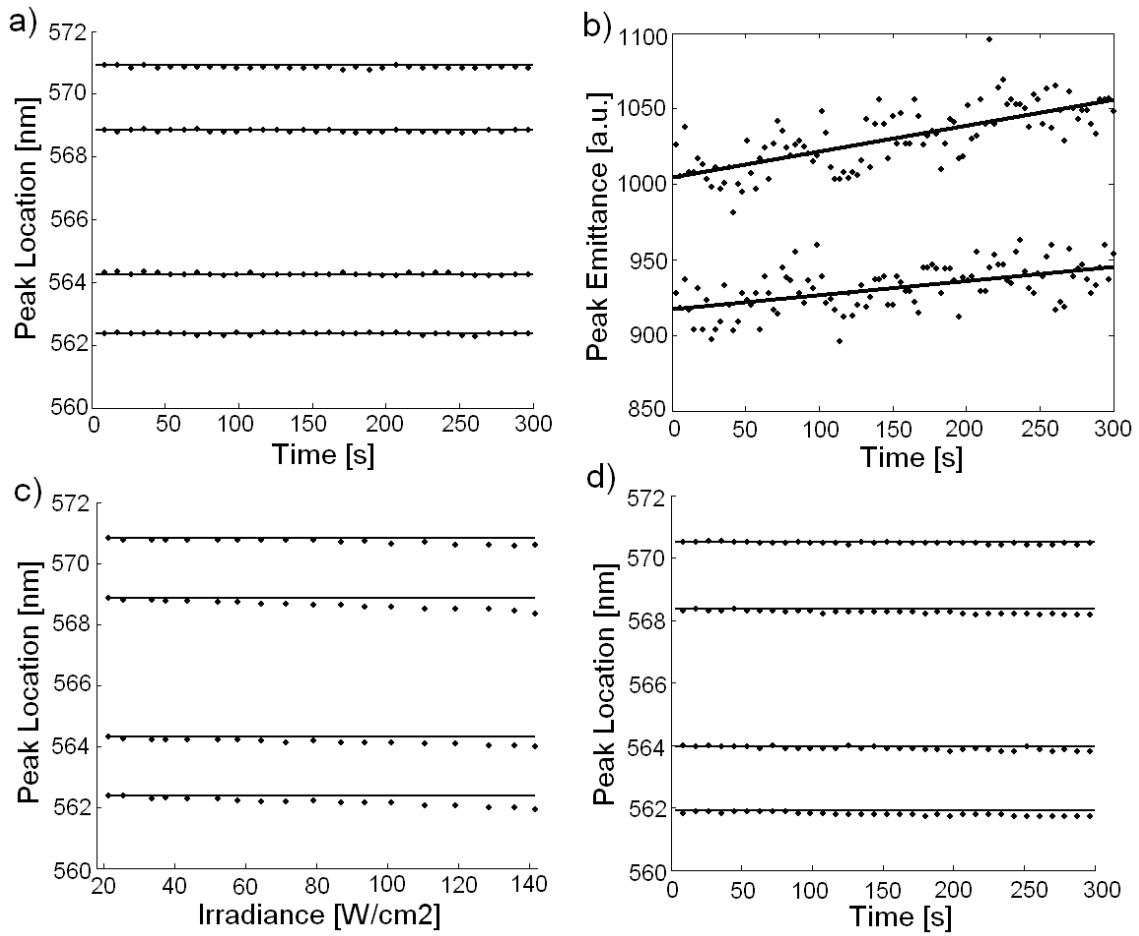 a)
572
570
568
566
564
562
560
Peak Location [nm]
0 50 100 150 200 250 300
Time [s]
b)
1100
1050
1000
950
900
850
Peak Emittance [a.u.]
0 50 100 150 200 250 300
Time [s]
c)
572
570
568
566
564
562
560
Peak Location [nm]
20 40 60 80 100 120 140
Irradiance [W/cm2]
d)
572
570
568
566
564
562
560
Peak Location [nm]
0 50 100 150 200 250 300
Time [s]